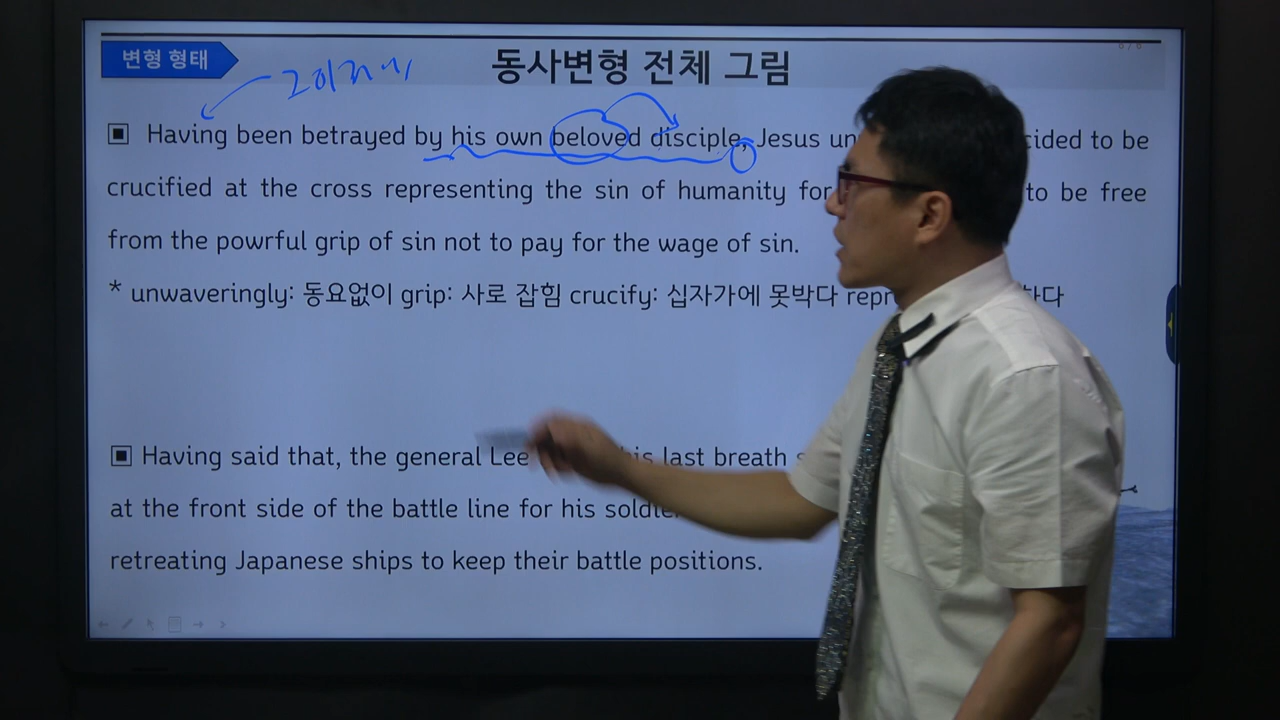 변형 형태
동사변형 전체 그림
6/6
그 이전에
▣ Having been betrayed by his own beloved disciple, Jesus un cided to be
crucified at the cross representing the sin of humanity for to be free
from the powrful grip of sin not to pay for the wage of sin.
* unwaveringly: 동요없이 grip: 사로 잡힘 crucify: 십자가에 못박다 repr 하다
▣ Having said that, the general Lee his last breath
at the front side of the battle line for his soldie
retreating Japanese ships to keep their battle positions.